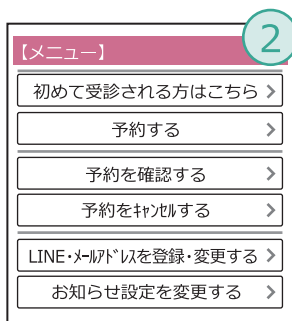 2
【メニュー】
初めて受診される方はこちら >
予約する >
予約を確認する >
予約をｷｬﾝｾﾙする >
LINE・ﾒｰﾙｱﾄﾞﾚｽを登録・変更する >
お知らせ設定を変更する >